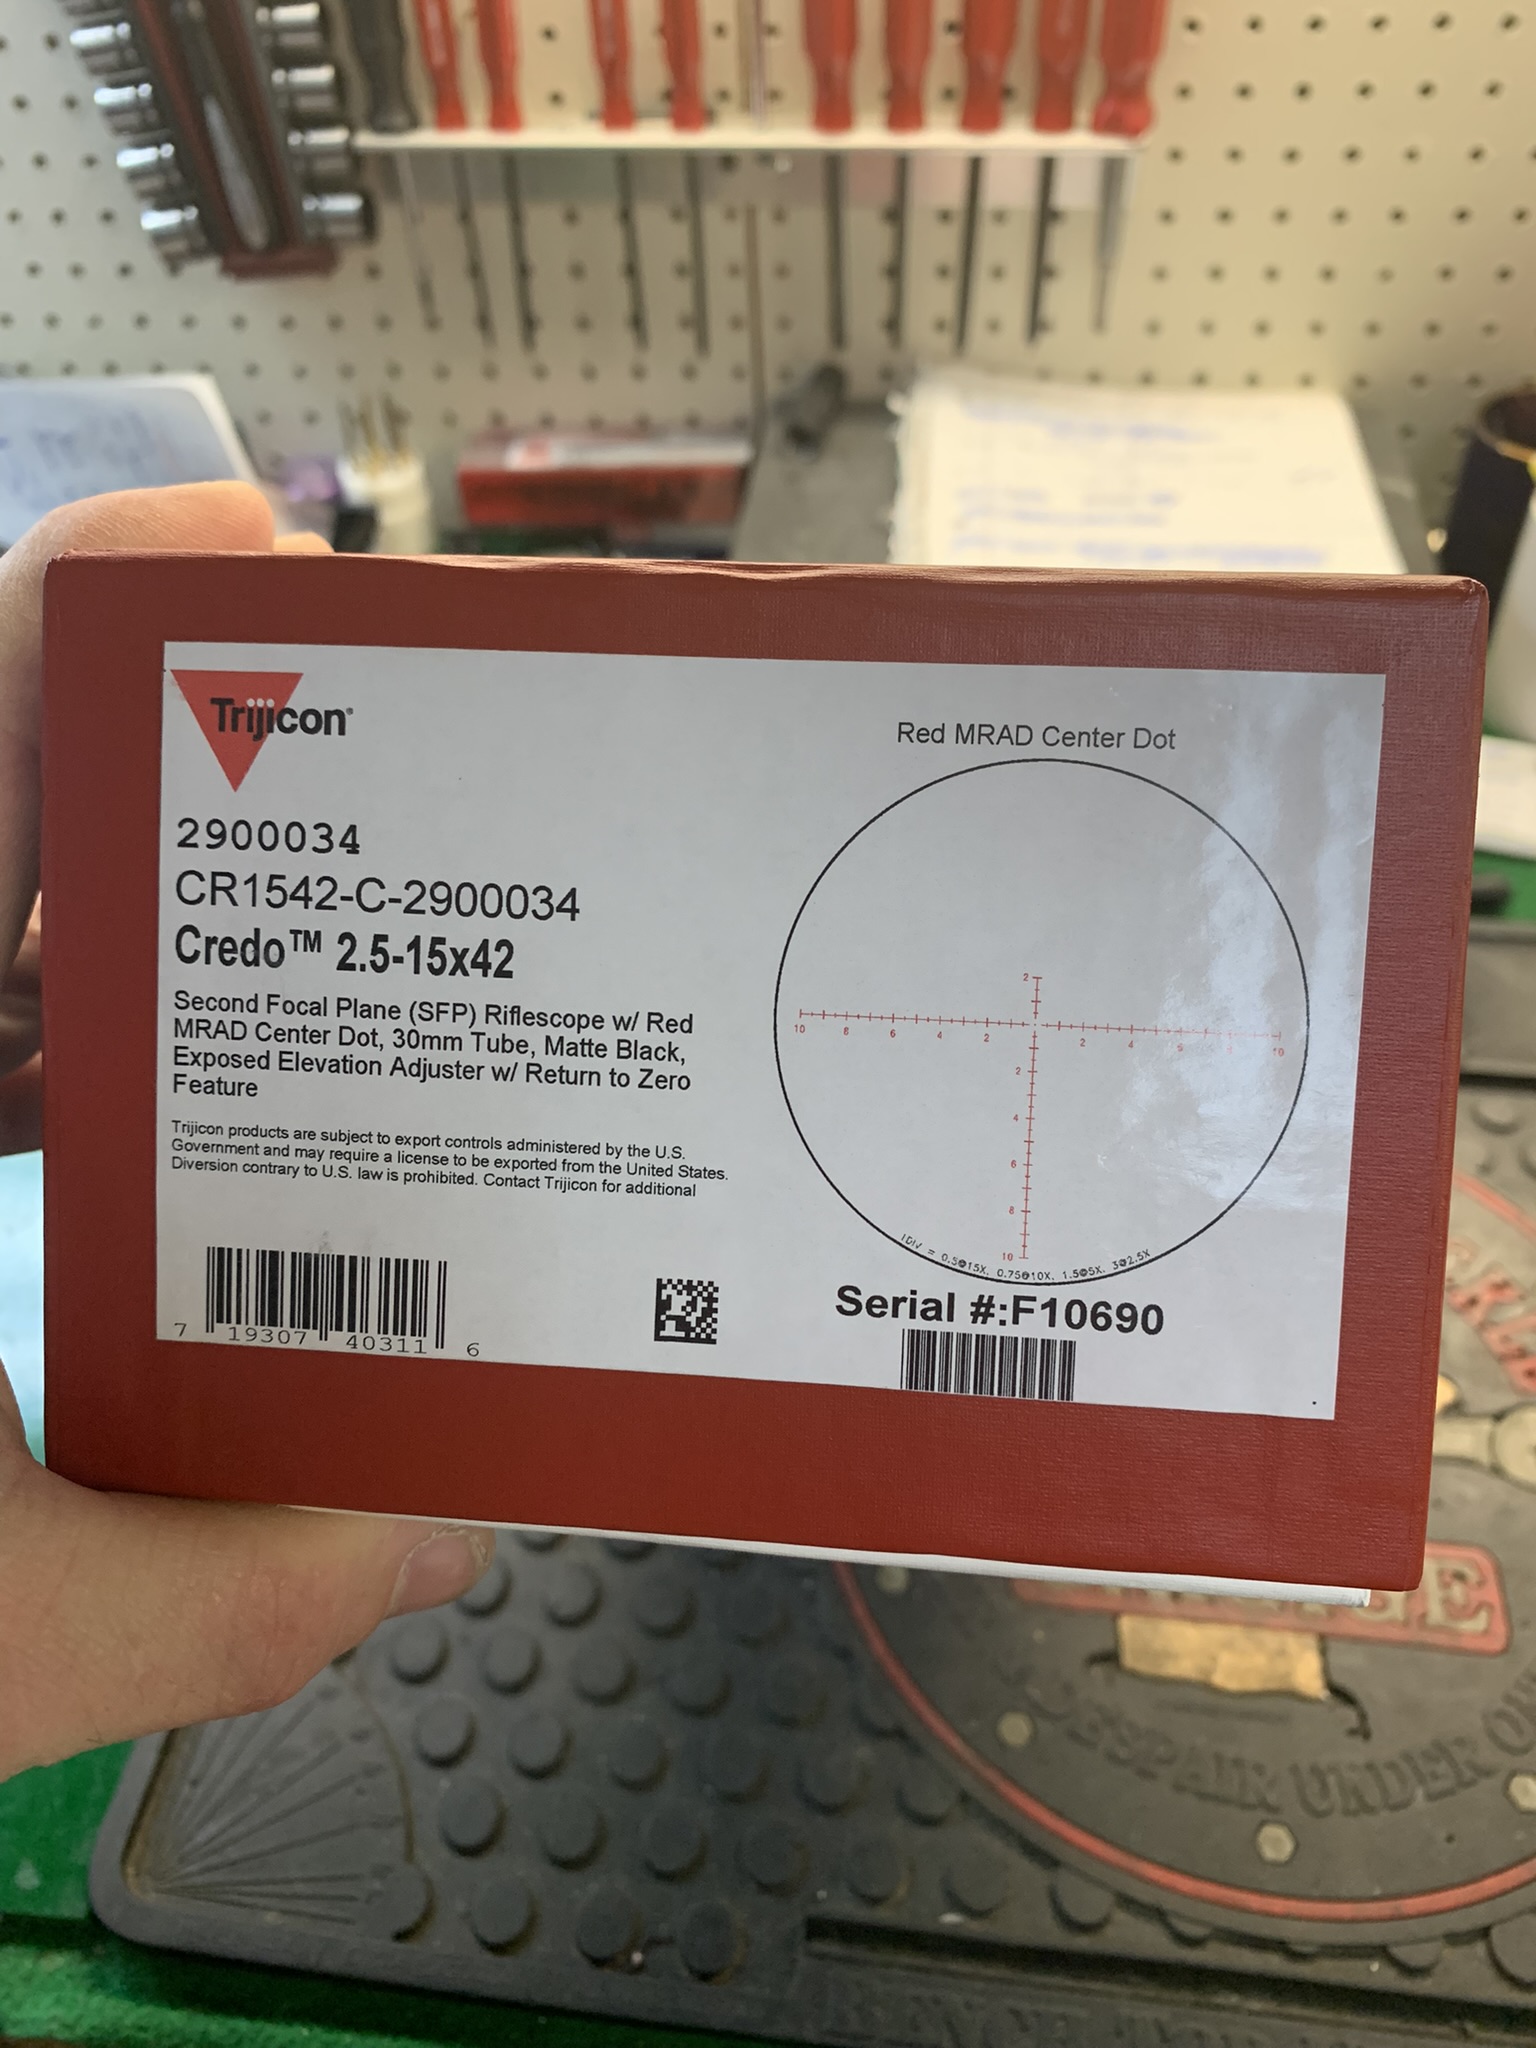 Trijicon®
2900034
CR1542-C-2900034
Credo™ 2.5-15x42
Second Focal Plane (SFP) Riflescope w/ Red
MRAD Center Dot, 30mm Tube, Matte Black,
Exposed Elevation Adjuster w/ Return to Zero
Feature
Trijicon products are subject to export controls administered by the U.S.
Government and may require a license to be exported from the United States.
Diversion contrary to U.S. law is prohibited. Contact Trijicon for additional
7 19307 40311 6
Red MRAD Center Dot
2
10 8 6 4 2 2 4 6 8 10
2
4
6
8
10
1DIV = 0.5@15X, 0.75@10X, 1.5@5X, 3@2.5X
Serial #:F10690
REPAIR UNDER